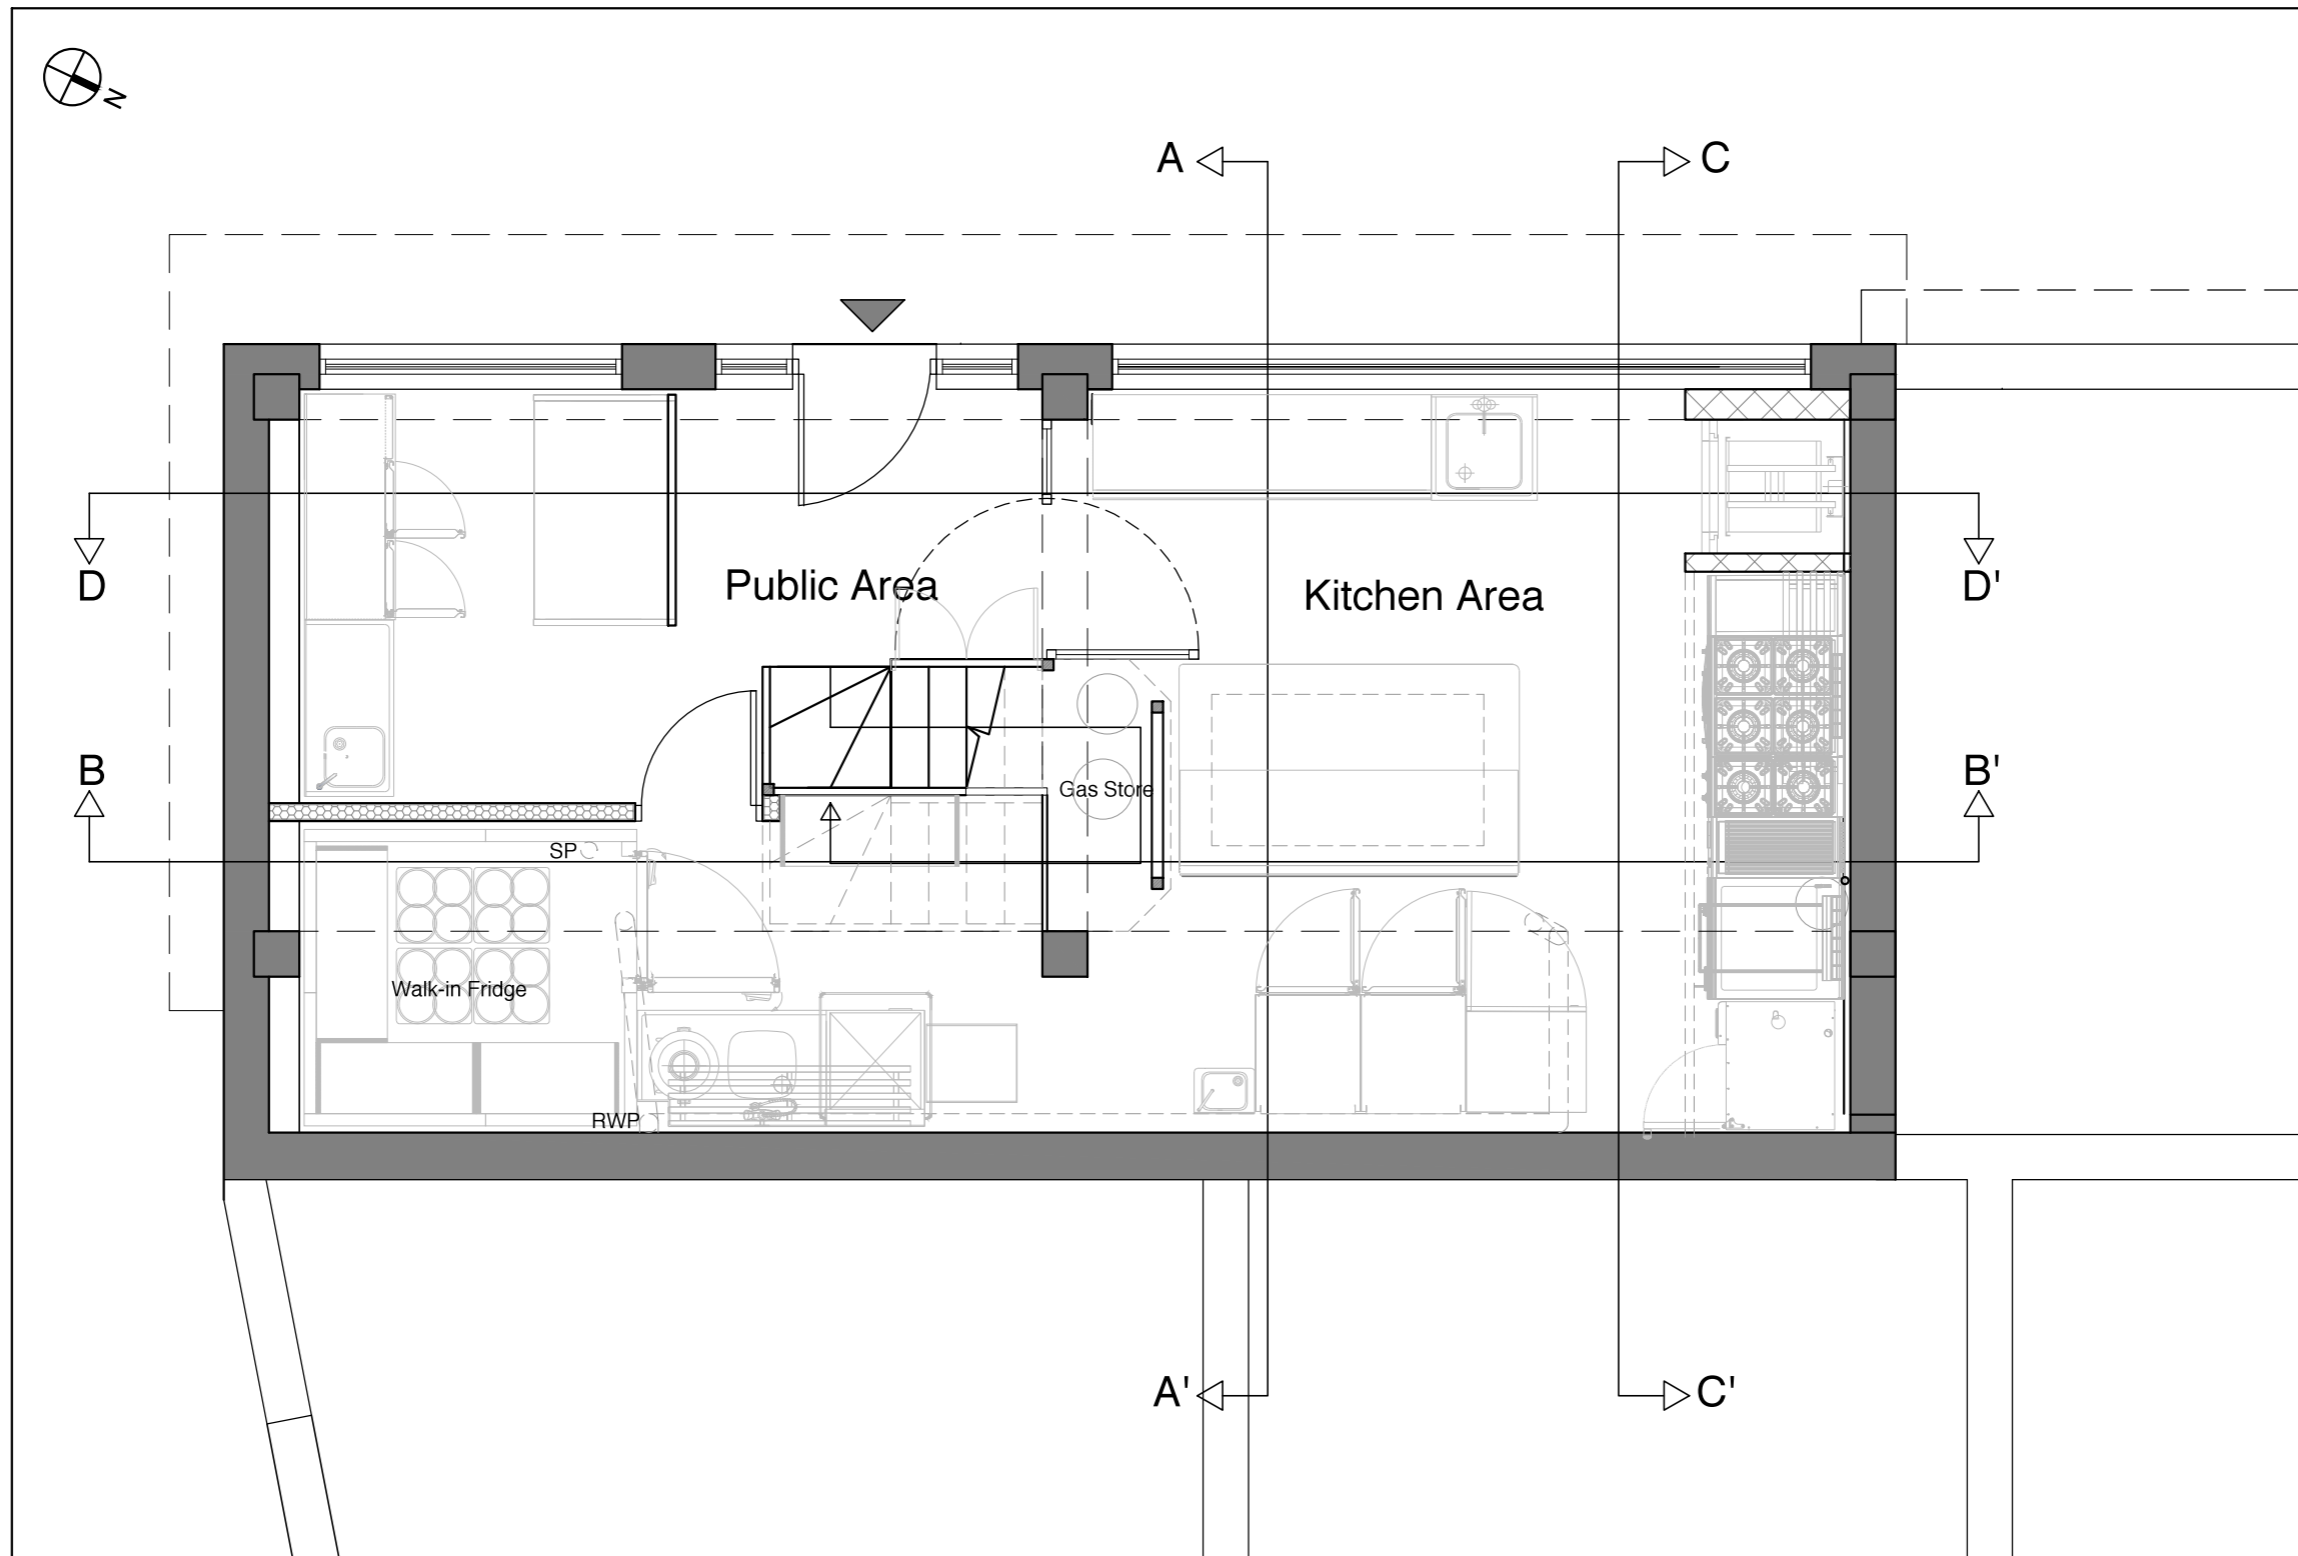 N
A
C
Public Area
Kitchen Area
D
D'
B
B'
Gas Store
SP
Walk-in Fridge
RWP
A'
C'